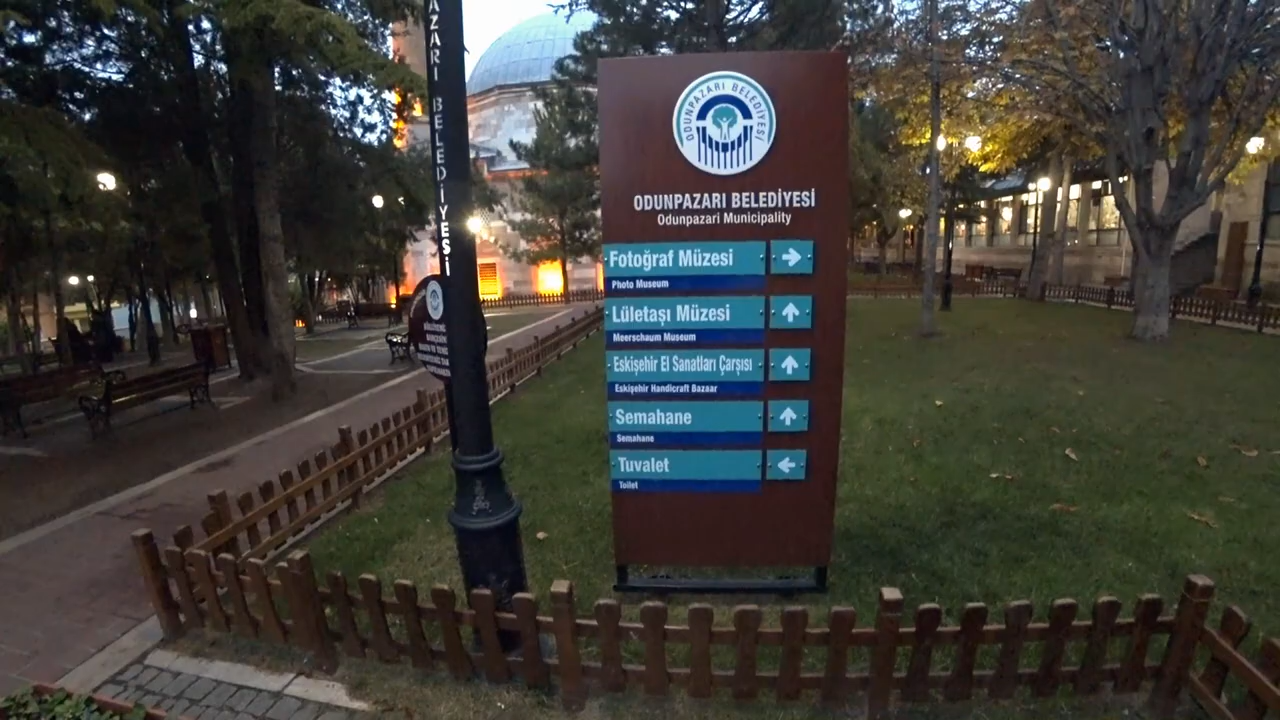 AZARI BELEDİYESİ
ODUNPAZARI BELEDİYESİ
ODUNPAZARI BELEDİYESİ
Odunpazari Municipality
Fotoğraf Müzesi
Photo Museum
Lületaşı Müzesi
Meerschaum Museum
Eskişehir El Sanatları Çarşısı
Eskişehir Handicraft Bazaar
Semahane
Semahane
Tuvalet
Toilet